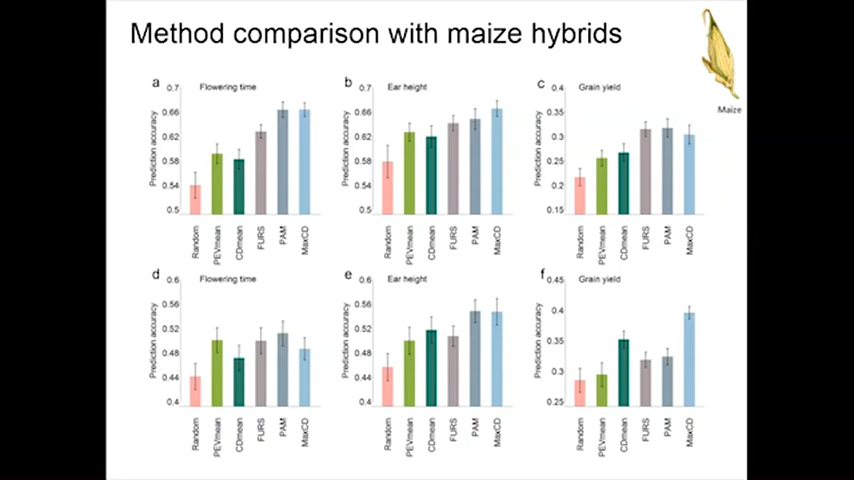 Method comparison with maize hybrids
Maize
a
Flowering time
Prediction accuracy
0.7
0.66
0.62
0.58
0.54
0.5
Random
PEVmean
CDmean
FURS
PAM
MaxCD
b
Ear height
Prediction accuracy
0.7
0.66
0.62
0.58
0.54
0.5
Random
PEVmean
CDmean
FURS
PAM
MaxCD
c
Grain yield
Prediction accuracy
0.4
0.35
0.3
0.25
0.2
0.15
Random
PEVmean
CDmean
FURS
PAM
MaxCD
d
Flowering time
Prediction accuracy
0.6
0.56
0.52
0.48
0.44
0.4
Random
PEVmean
CDmean
FURS
PAM
MaxCD
e
Ear height
Prediction accuracy
0.6
0.56
0.52
0.48
0.44
0.4
Random
PEVmean
CDmean
FURS
PAM
MaxCD
f
Grain yield
Prediction accuracy
0.45
0.4
0.35
0.3
0.25
Random
PEVmean
CDmean
FURS
PAM
MaxCD